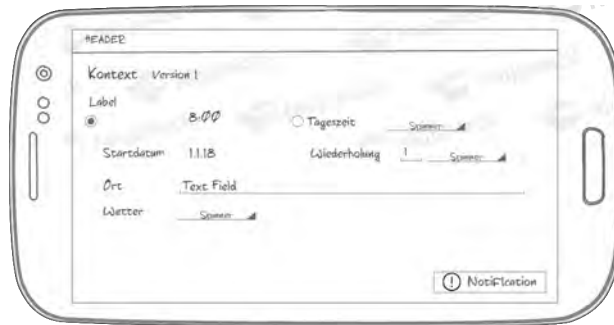 HEADER
Kontext Version 1
Label
8:00 Tageszeit Spinner
Startdatum 1.1.18 Wiederholung 1 Spinner
Ort Text Field
Wetter Spinner
! Notification